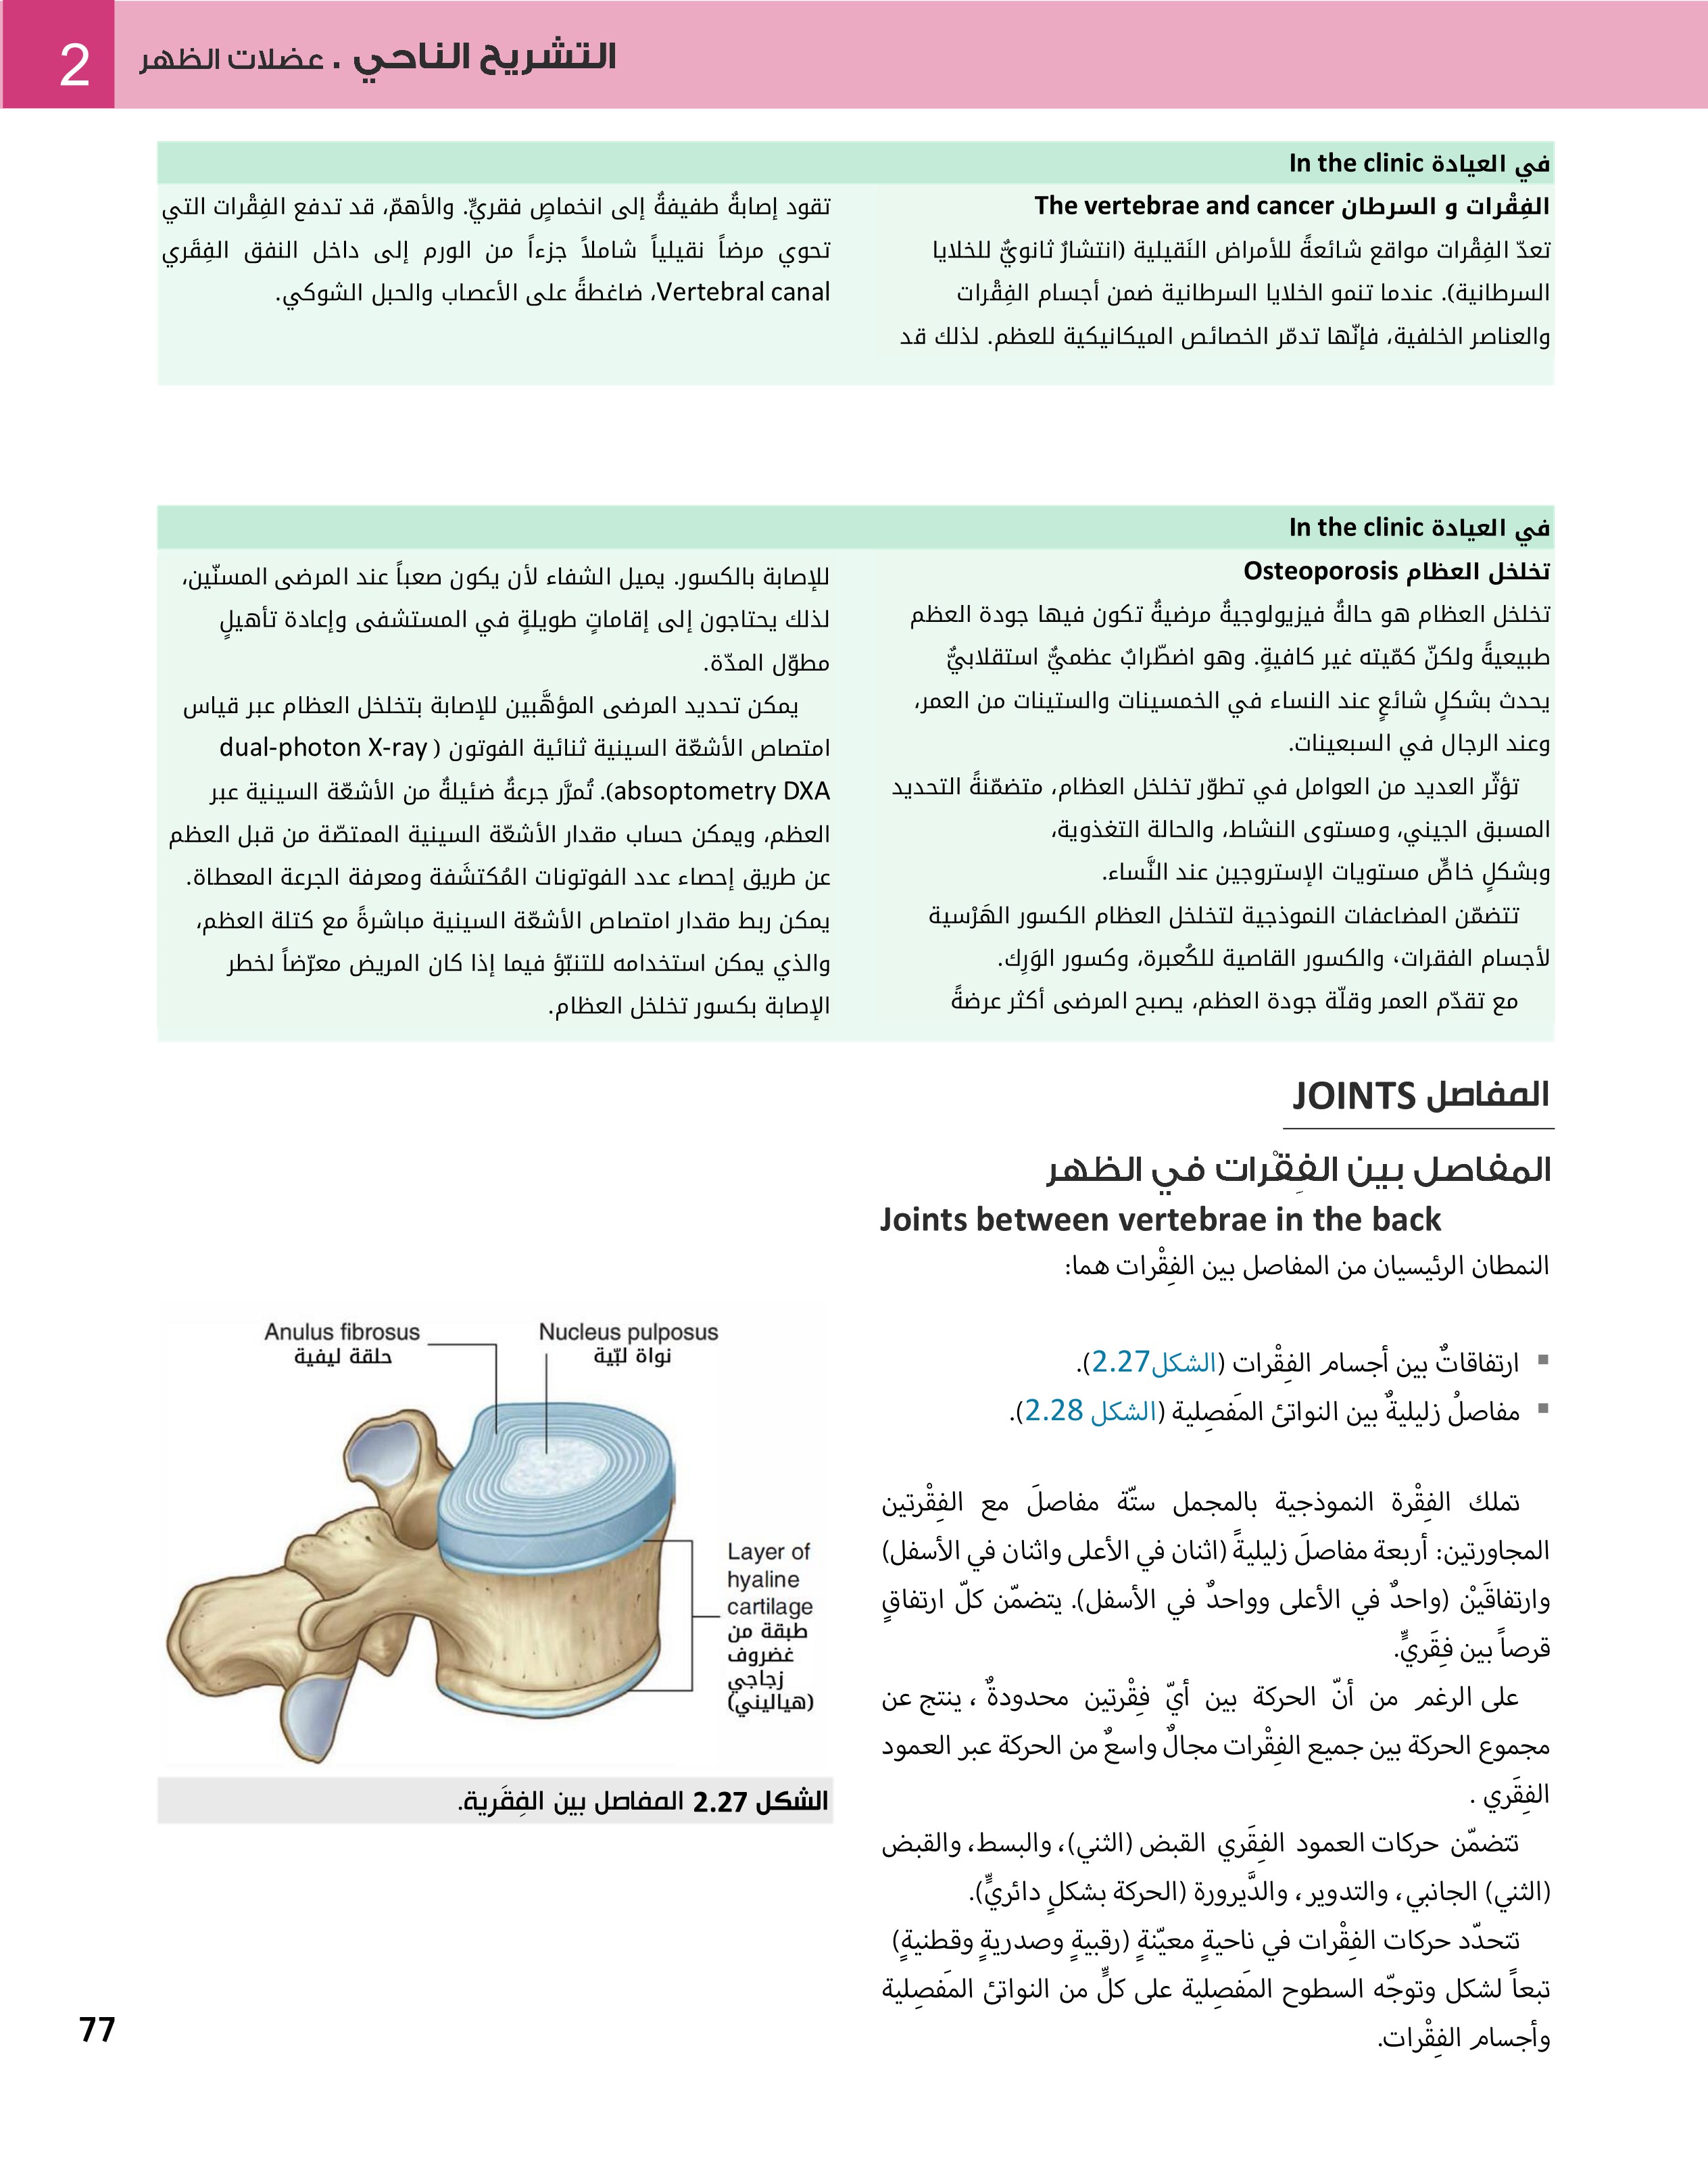 2
التشريح الناحي . عضلات الظهر
في العيادة In the clinic
الفِقْرات و السرطان The vertebrae and cancer
تعدّ الفِقْرات مواقع شائعةً للأمراض النَقيلية (انتشارٌ ثانويٌّ للخلايا
السرطانية). عندما تنمو الخلايا السرطانية ضمن أجسام الفِقْرات
والعناصر الخلفية، فإنّها تدمّر الخصائص الميكانيكية للعظم. لذلك قد
تقود إصابةٌ طفيفةٌ إلى انخماصٍ فقريٍّ. والأهمّ، قد تدفع الفِقْرات التي
تحوي مرضاً نقيلياً شاملاً جزءاً من الورم إلى داخل النفق الفِقَري
Vertebral canal، ضاغطةً على الأعصاب والحبل الشوكي.
في العيادة In the clinic
تخلخل العظام Osteoporosis
تخلخل العظام هو حالةٌ فيزيولوجيةٌ مرضيةٌ تكون فيها جودة العظم
طبيعيةً ولكنّ كمّيته غير كافيةٍ. وهو اضطّرابٌ عظميٌّ استقلابيٌّ
يحدث بشكلٍ شائعٍ عند النساء في الخمسينات والستينات من العمر،
وعند الرجال في السبعينات.
تؤثّر العديد من العوامل في تطوّر تخلخل العظام، متضمّنةً التحديد
المسبق الجيني، ومستوى النشاط، والحالة التغذوية،
وبشكلٍ خاصٍّ مستويات الإستروجين عند النَّساء.
تتضمّن المضاعفات النموذجية لتخلخل العظام الكسور الهَرْسية
لأجسام الفقرات، والكسور القاصية للكُعبرة، وكسور الوَرِك.
مع تقدّم العمر وقلّة جودة العظم، يصبح المرضى أكثر عرضةً
للإصابة بالكسور. يميل الشفاء لأن يكون صعباً عند المرضى المسنّين،
لذلك يحتاجون إلى إقاماتٍ طويلةٍ في المستشفى وإعادة تأهيلٍ
مطوّل المدّة.
يمكن تحديد المرضى المؤهَّبين للإصابة بتخلخل العظام عبر قياس
امتصاص الأشعّة السينية ثنائية الفوتون ( dual-photon X-ray
absoptometry DXA). تُمرَّر جرعةٌ ضئيلةٌ من الأشعّة السينية عبر
العظم، ويمكن حساب مقدار الأشعّة السينية الممتصّة من قبل العظم
عن طريق إحصاء عدد الفوتونات المُكتشَفة ومعرفة الجرعة المعطاة.
يمكن ربط مقدار امتصاص الأشعّة السينية مباشرةً مع كتلة العظم،
والذي يمكن استخدامه للتنبّؤ فيما إذا كان المريض معرّضاً لخطر
الإصابة بكسور تخلخل العظام.
المفاصل JOINTS
المفاصل بين الفِقْرات في الظهر
Joints between vertebrae in the back
النمطان الرئيسيان من المفاصل بين الفِقْرات هما:
▪ ارتفاقاتٌ بين أجسام الفِقْرات (الشكل2.27).
▪ مفاصلُ زليليةٌ بين النواتئ المَفصِلية (الشكل 2.28).
تملك الفِقْرة النموذجية بالمجمل ستّة مفاصلَ مع الفِقْرتين
المجاورتين: أربعة مفاصلَ زليليةً (اثنان في الأعلى واثنان في الأسفل)
وارتفاقَيْن (واحدٌ في الأعلى وواحدٌ في الأسفل). يتضمّن كلّ ارتفاقٍ
قرصاً بين فِقَريٍّ.
على الرغم من أنّ الحركة بين أيّ فِقْرتين محدودةٌ ، ينتج عن
مجموع الحركة بين جميع الفِقْرات مجالٌ واسعٌ من الحركة عبر العمود
الفِقَري .
تتضمّن حركات العمود الفِقَري القبض (الثني)، والبسط، والقبض
(الثني) الجانبي، والتدوير، والدَّيرورة (الحركة بشكلٍ دائريٍّ).
تتحدّد حركات الفِقْرات في ناحيةٍ معيّنةٍ (رقبيةٍ وصدريةٍ وقطنيةٍ)
تبعاً لشكل وتوجّه السطوح المَفصِلية على كلٍّ من النواتئ المَفصِلية
وأجسام الفِقْرات.
Anulus fibrosus
حلقة ليفية
Nucleus pulposus
نواة لبّية
Layer of
hyaline
cartilage
طبقة من
غضروف
زجاجي
(هياليني)
الشكل 2.27 المفاصل بين الفِقَرية.
77